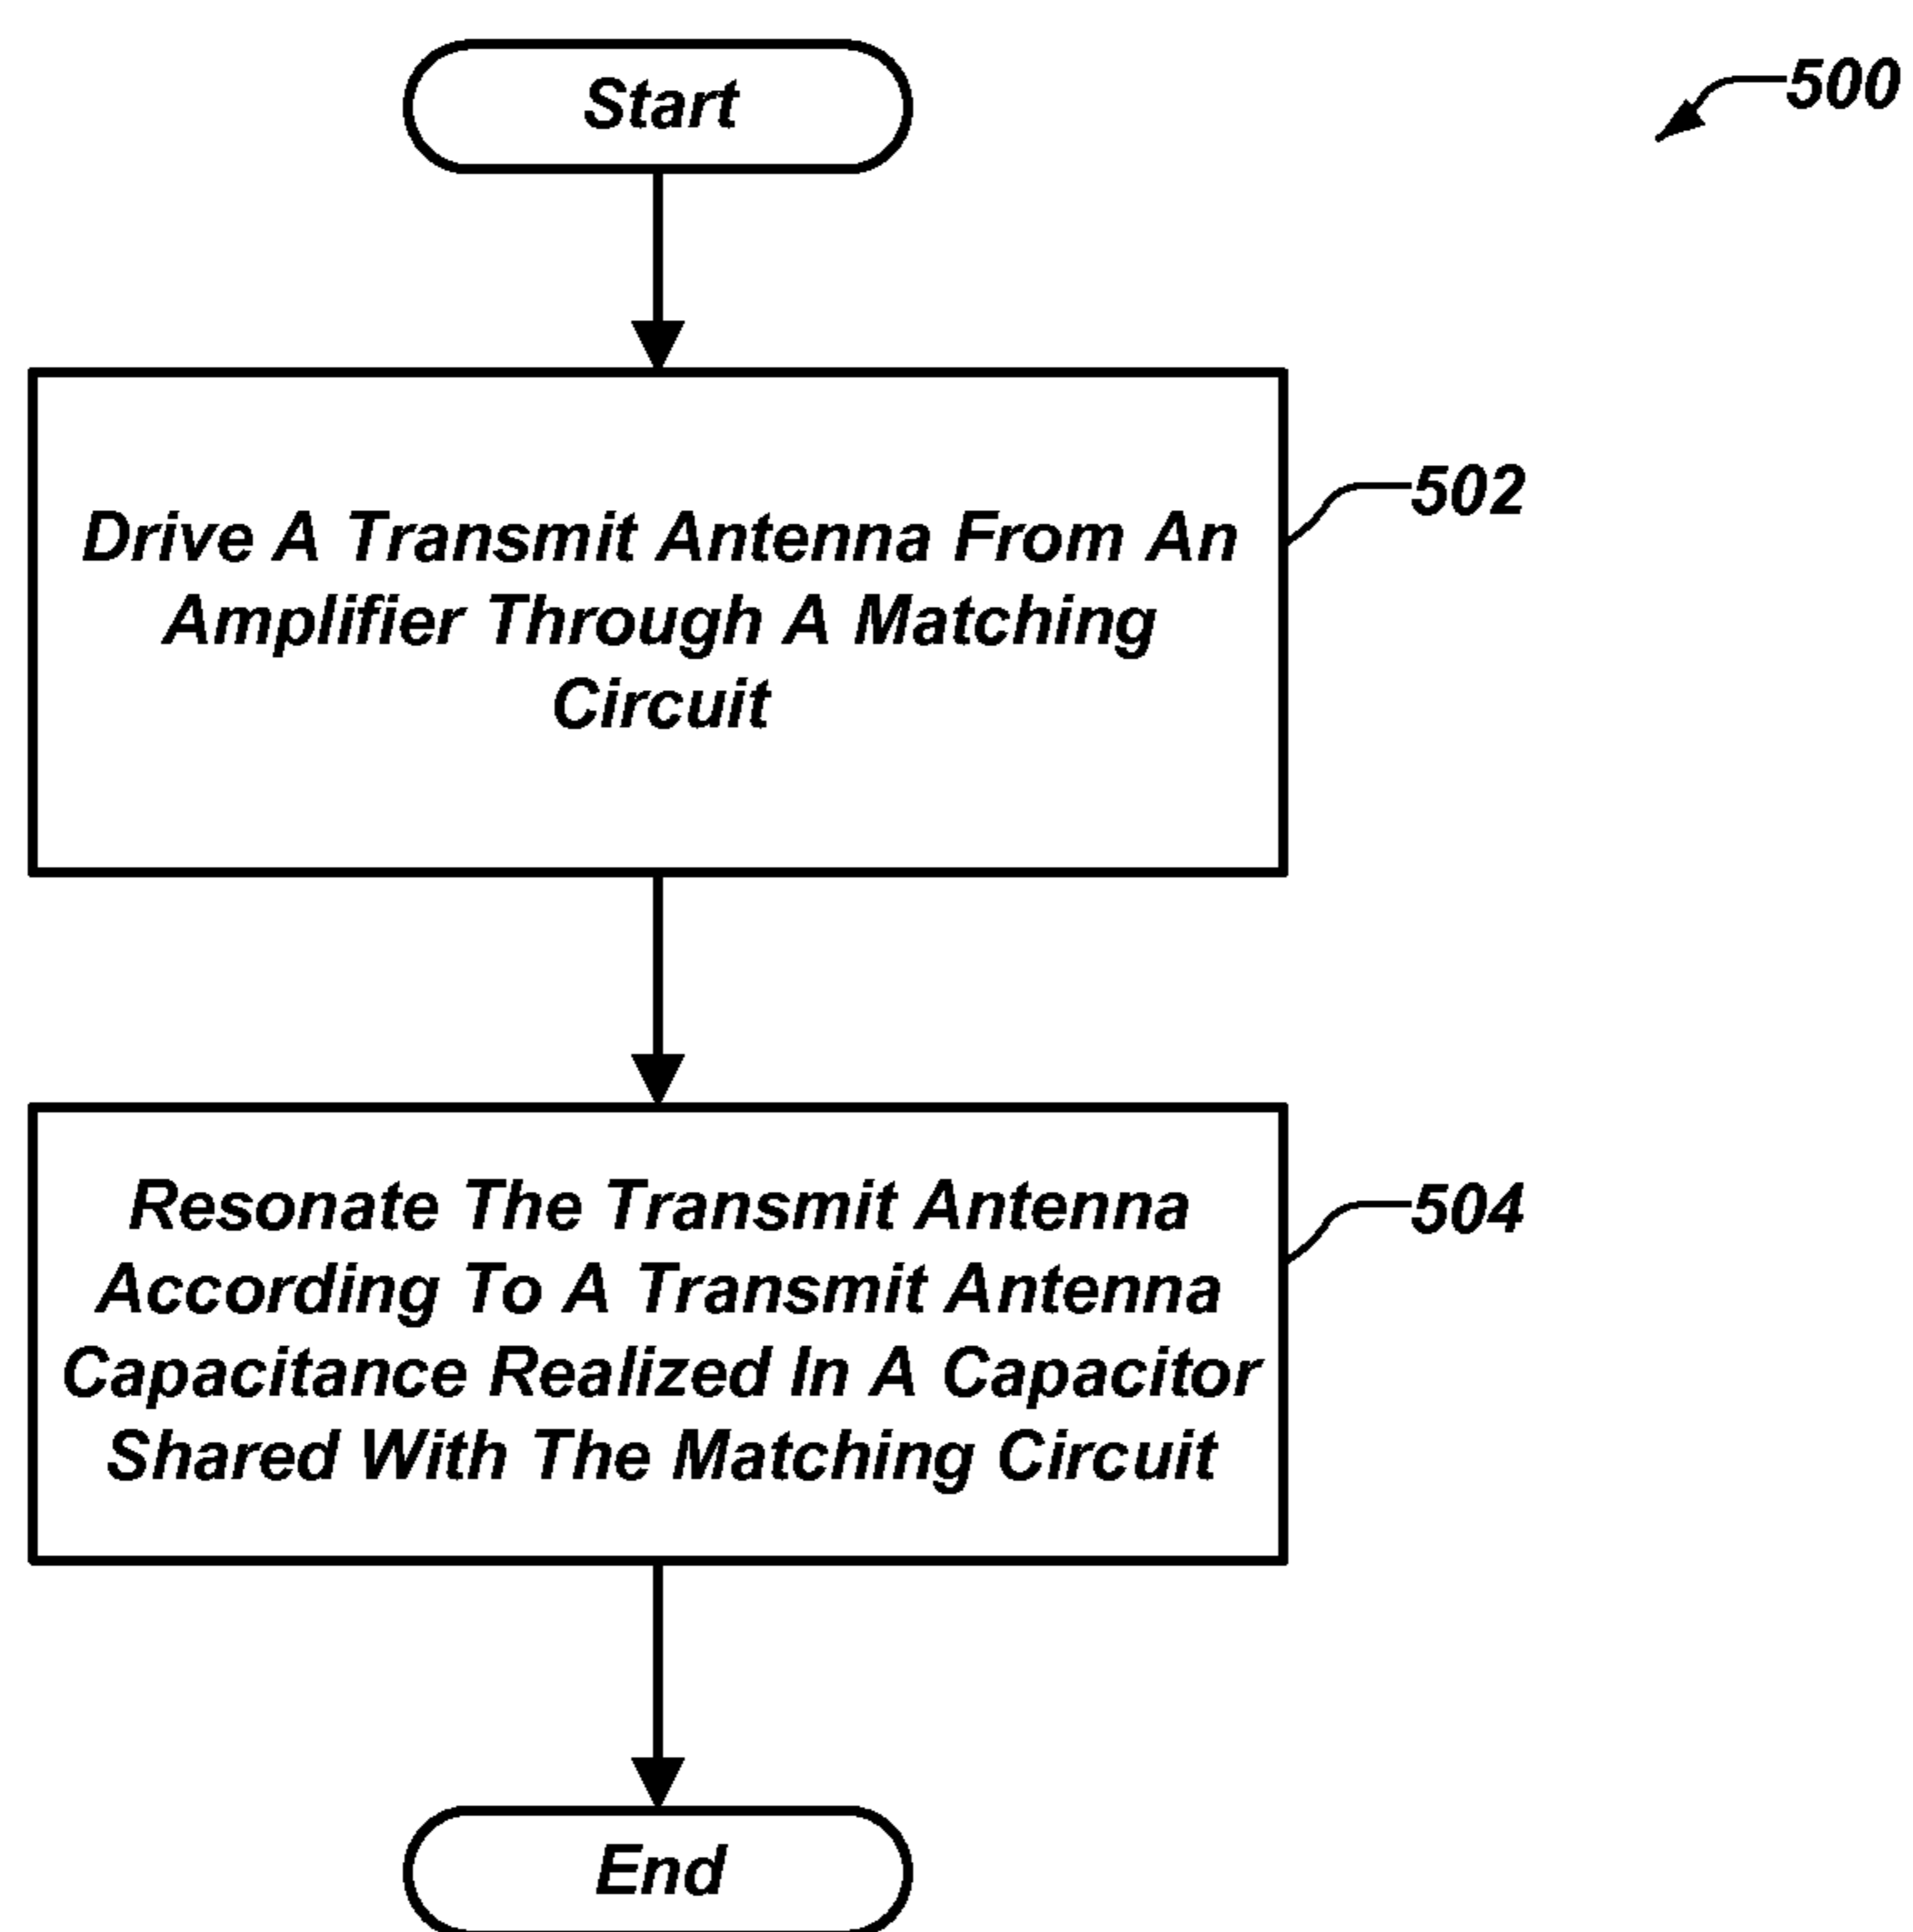 Start
500
Drive A Transmit Antenna From An
Amplifier Through A Matching
Circuit
502
Resonate The Transmit Antenna
According To A Transmit Antenna
Capacitance Realized In A Capacitor
Shared With The Matching Circuit
504
End